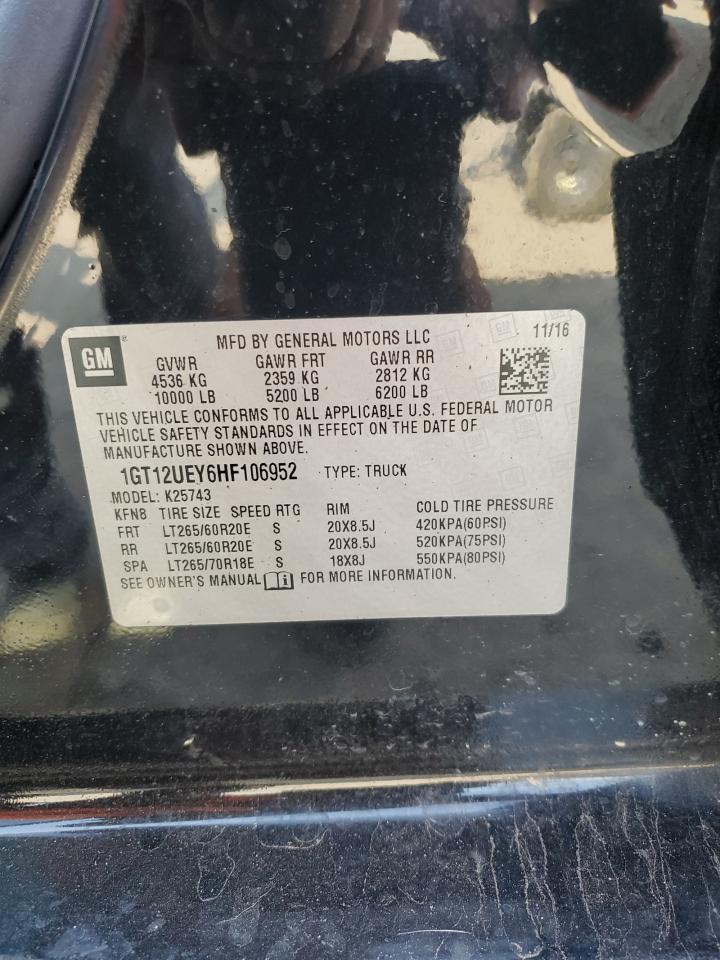 MFD BY GENERAL MOTORS LLC 11/16
GM
GVWR GAWR FRT GAWR RR
4536 KG 2359 KG 2812 KG
10000 LB 5200 LB 6200 LB
THIS VEHICLE CONFORMS TO ALL APPLICABLE U.S. FEDERAL MOTOR
VEHICLE SAFETY STANDARDS IN EFFECT ON THE DATE OF
MANUFACTURE SHOWN ABOVE.
1GT12UEY6HF106952 TYPE: TRUCK
MODEL: K25743
KFN8 TIRE SIZE SPEED RTG RIM COLD TIRE PRESSURE
FRT LT265/60R20E S 20X8.5J 420KPA(60PSI)
RR LT265/60R20E S 20X8.5J 520KPA(75PSI)
SPA LT265/70R18E S 18X8J 550KPA(80PSI)
SEE OWNER'S MANUAL i FOR MORE INFORMATION.